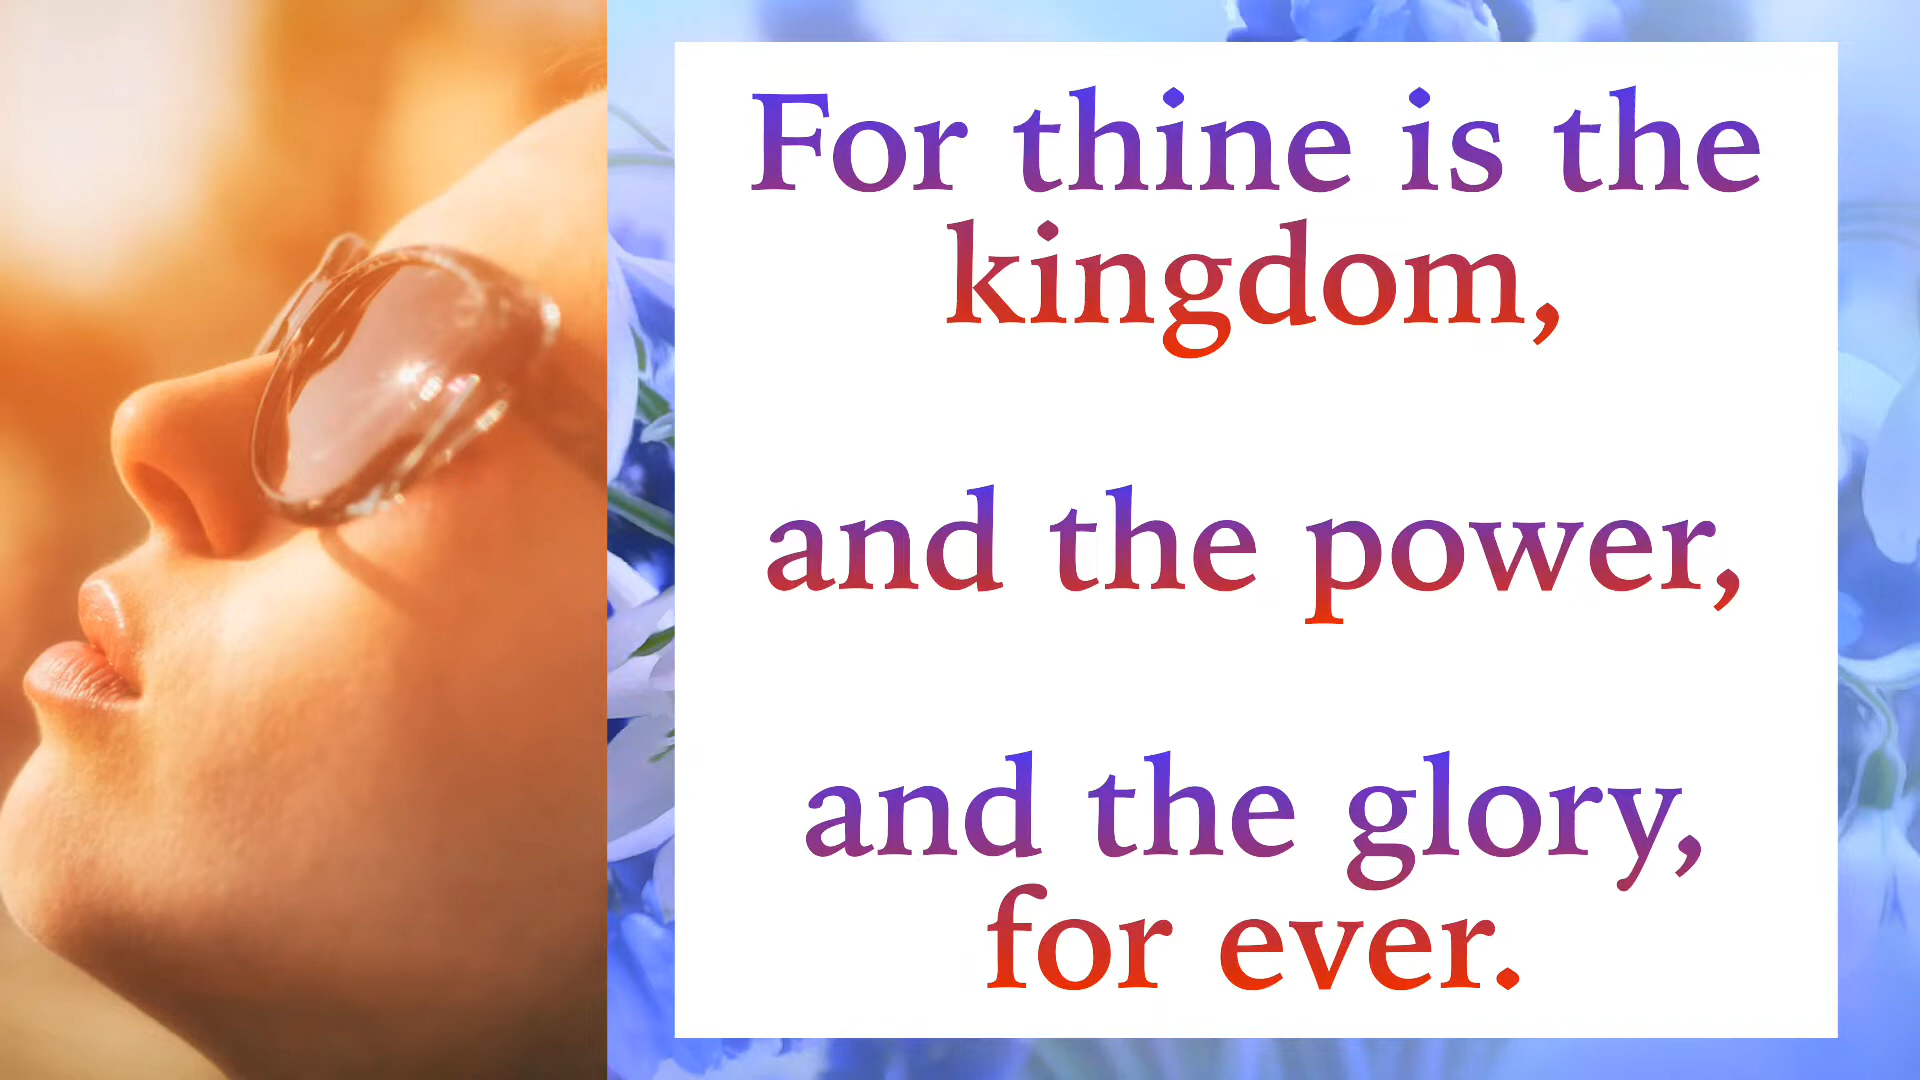 For thine is the
kingdom,
and the power,
and the glory,
for ever.